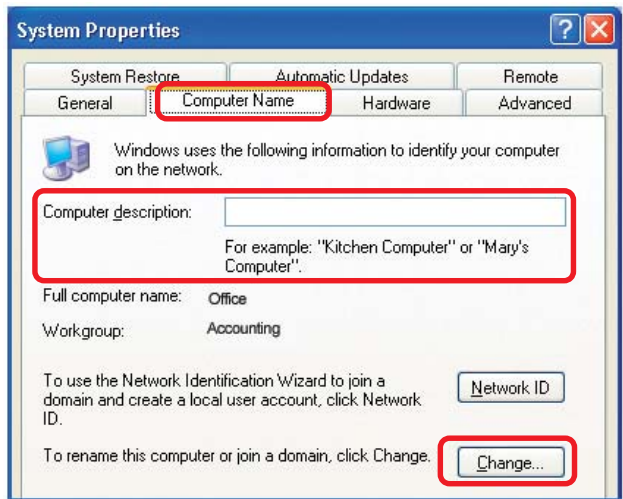 System Properties
System Restore Automatic Updates Remote
General Computer Name Hardware Advanced
Windows uses the following information to identify your computer
on the network.
Computer description:
For example: "Kitchen Computer" or "Mary's
Computer".
Full computer name: Office
Workgroup: Accounting
To use the Network Identification Wizard to join a
domain and create a local user account, click Network
ID.
Network ID
To rename this computer or join a domain, click Change.
Change...